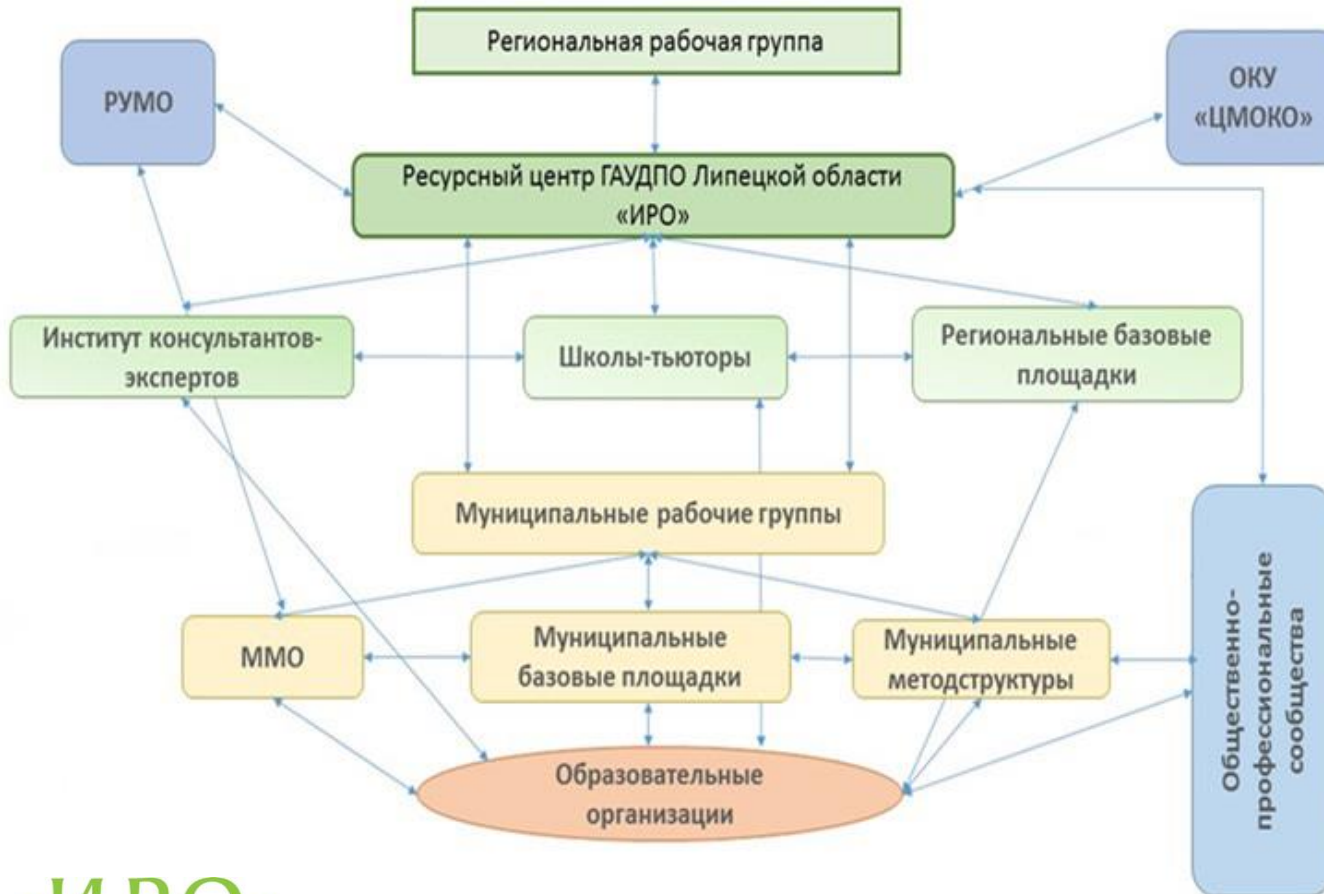 Региональная рабочая группа
РУМО
ОКУ
«ЦМОКО»
Ресурсный центр ГАУДПО Липецкой области
«ИРО»
Институт консультантов-
экспертов
Школы-тьюторы
Региональные базовые
площадки
Муниципальные рабочие группы
ММО
Муниципальные
базовые площадки
Муниципальные
методструктуры
Общественно-
профессиональные
сообщества
Образовательные
организации
ИРО